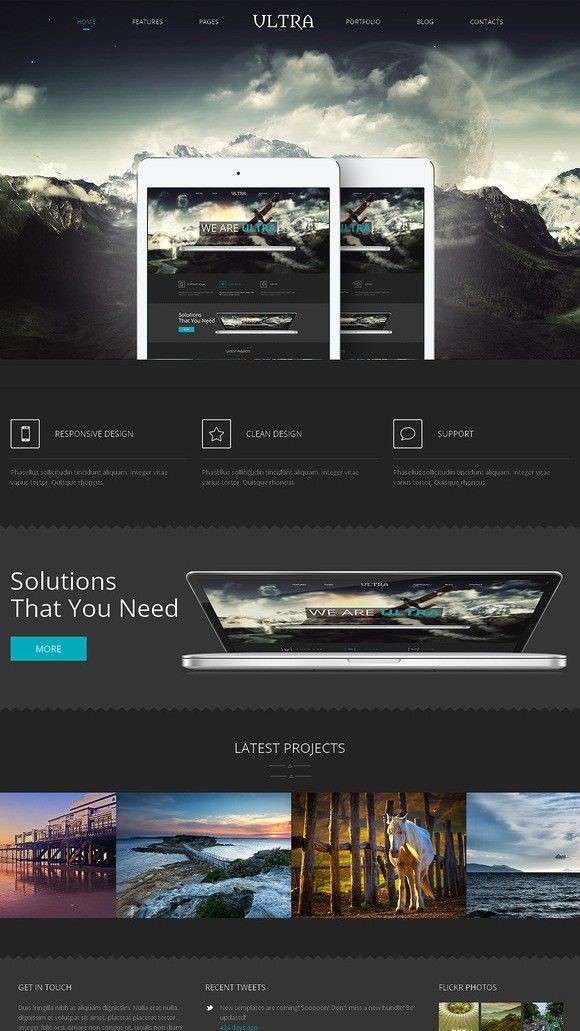 HOME FEATURES PAGES ULTRA PORTFOLIO BLOG CONTACTS
ULTRA
WE ARE ULTRA
Solutions
That You Need
LATEST PROJECTS
RESPONSIVE DESIGN
Phasellus sollicitudin tincidunt aliquam. Integer vitae
varius tortor. Quisque rhoncus
CLEAN DESIGN
Phasellus sollicitudin tincidunt aliquam. Integer vitae
varius tortor. Quisque rhoncus
SUPPORT
Phasellus sollicitudin tincidunt aliquam. Integer vitae
varius tortor. Quisque rhoncus
Solutions
That You Need
MORE
ULTRA
WE ARE ULTRA
LATEST PROJECTS
GET IN TOUCH
Duis fringilla nibh at aliquam dignissim. Nulla erat nulla,
dignissim et volutpat sit amet, placerat placerat tortor.
Integer felis orci, ornare non congue ut, iaculis non diam.
RECENT TWEETS
New templates are coming! Sooooon! Don't miss a new bundle! Be
updated!
424 days ago
FLICKR PHOTOS